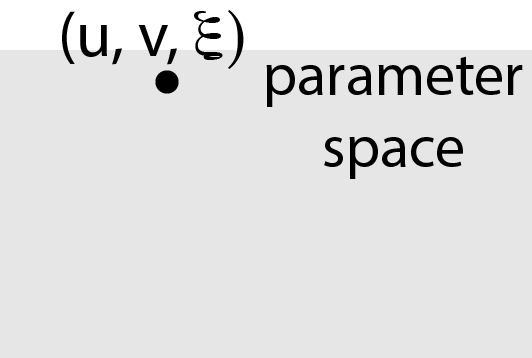 (u, v, ξ)
parameter
space